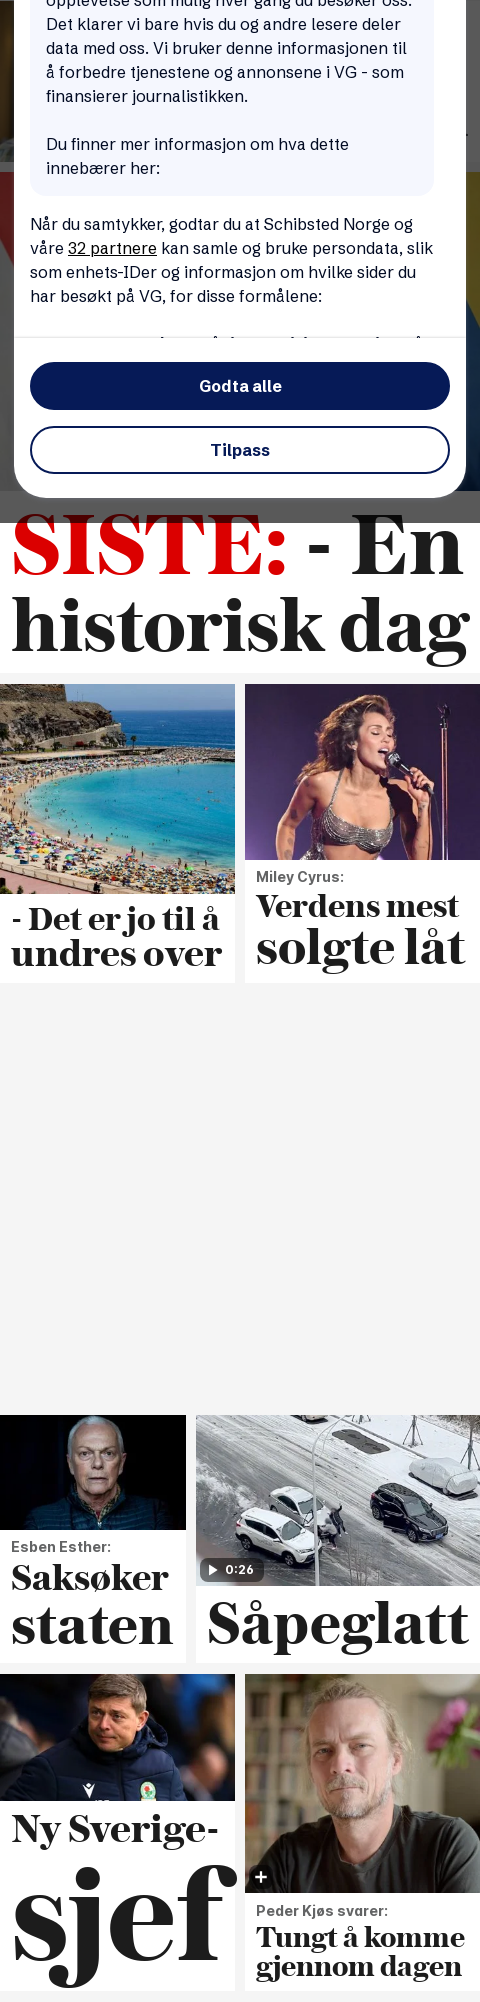 opplevelse som mulig hver gang du besøker oss.
Det klarer vi bare hvis du og andre lesere deler
data med oss. Vi bruker denne informasjonen til
å forbedre tjenestene og annonsene i VG - som
finansierer journalistikken.
Du finner mer informasjon om hva dette
innebærer her:
Når du samtykker, godtar du at Schibsted Norge og
våre 32 partnere kan samle og bruke persondata, slik
som enhets-IDer og informasjon om hvilke sider du
har besøkt på VG, for disse formålene:
Godta alle
Tilpass
SISTE: - En
historisk dag
- Det er jo til å
undres over
Miley Cyrus:
Verdens mest
solgte låt
Esben Esther:
Saksøker
staten
0:26
Såpeglatt
Ny Sverige-
sjef
Peder Kjøs svarer:
Tungt å komme
gjennom dagen